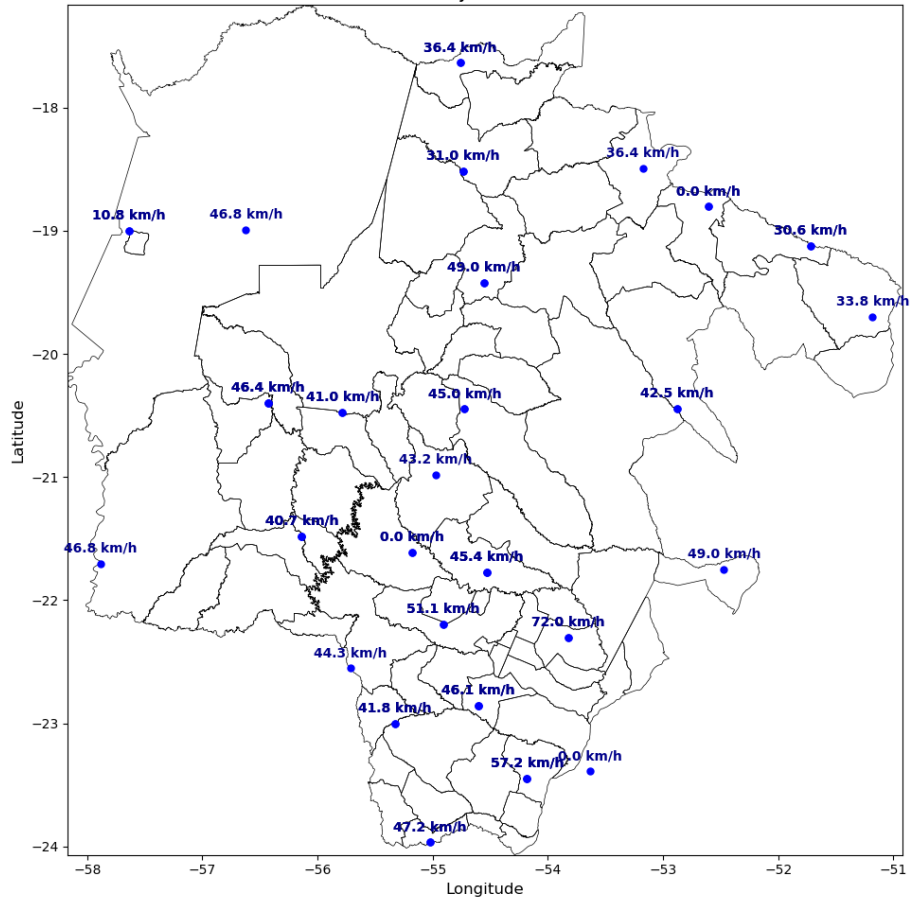 36.4 km/h
−18
31.0 km/h
36.4 km/h
0.0 km/h
10.8 km/h
46.8 km/h
−19
30.6 km/h
49.0 km/h
33.8 km/h
−20
46.4 km/h
41.0 km/h
45.0 km/h
42.5 km/h
Latitude
43.2 km/h
−21
40.7 km/h
0.0 km/h
46.8 km/h
45.4 km/h
49.0 km/h
−22
51.1 km/h
72.0 km/h
44.3 km/h
46.1 km/h
41.8 km/h
−23
57.2 km/h
0.0 km/h
47.2 km/h
−24
−58
−57
−56
−55
−54
−53
−52
−51
Longitude